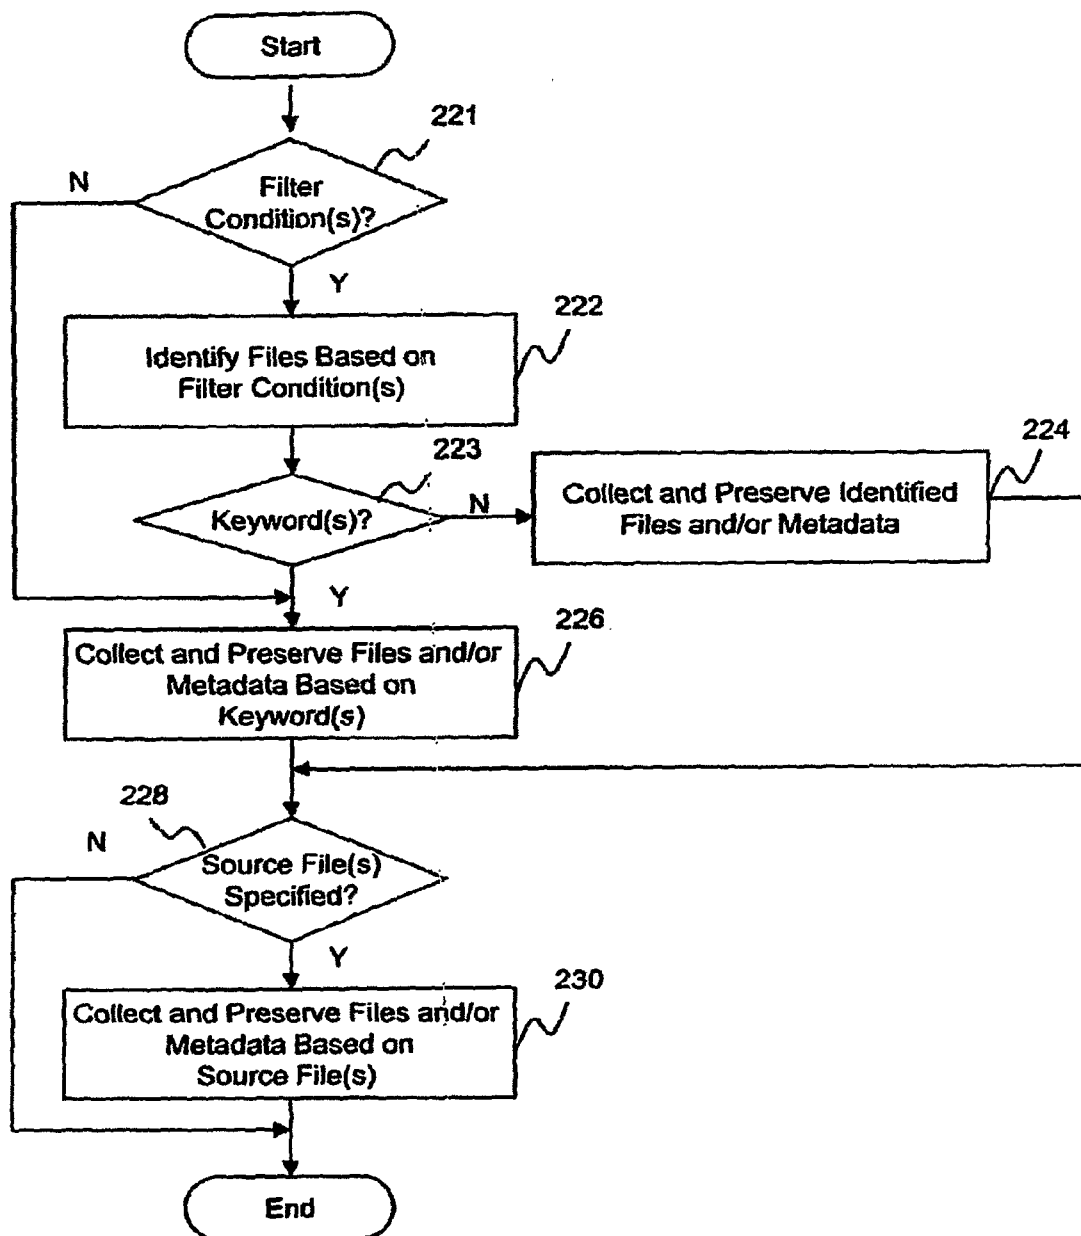 Start
221
N
Filter
Condition(s)?
Y
222
Identify Files Based on
Filter Condition(s)
223
224
Keyword(s)?
N
Collect and Preserve Identified
Files and/or Metadata
Y
226
Collect and Preserve Files and/or
Metadada Based on
Keyword(s)
228
N
Source File(s)
Specified?
Y
230
Collect and Preserve Files and/or
Metadata Based on
Source File(s)
End